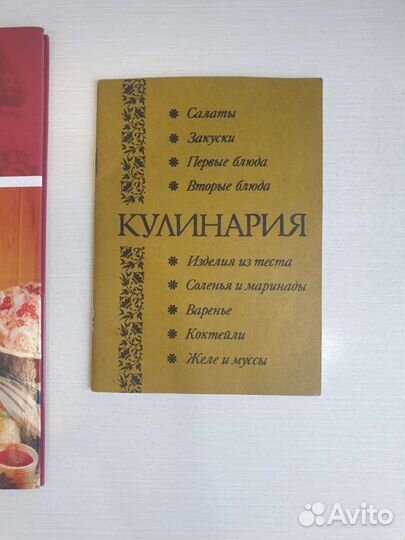 * Салаты
* Закуски
* Первые блюда
* Вторые блюда
КУЛИНАРИЯ
* Изделия из теста
* Соленья и маринады
* Варенье
* Коктейли
* Желе и муссы
Avito